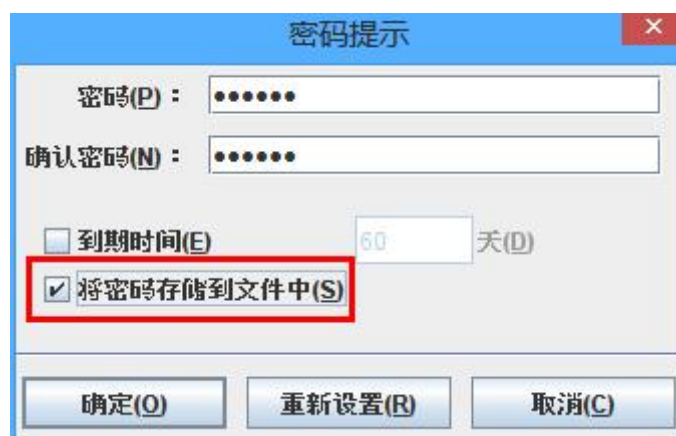 密码提示
密码(P)： ●●●●●●
确认密码(N)： ●●●●●●
到期时间(E) 60 天(D)
将密码存储到文件中(S)
确定(O) 重新设置(R) 取消(C)